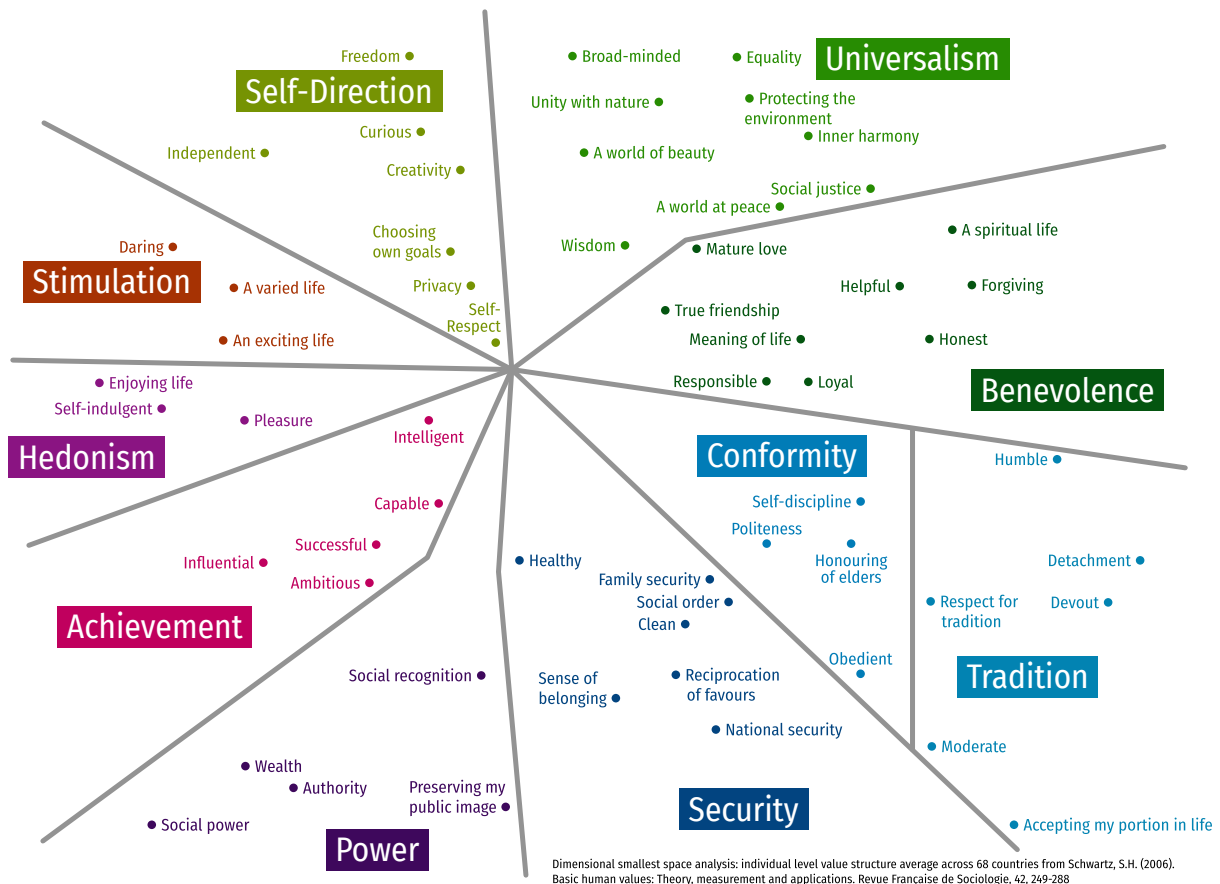 Freedom
Self-Direction
Curious
Independent
Creativity
Choosing
own goals
Privacy
Self-
Respect
Broad-minded
Equality
Universalism
Unity with nature
Protecting the
environment
Inner harmony
A world of beauty
Social justice
A world at peace
Wisdom
Mature love
A spiritual life
Helpful
Forgiving
True friendship
Meaning of life
Honest
Responsible
Loyal
Benevolence
Daring
Stimulation
A varied life
An exciting life
Enjoying life
Self-indulgent
Pleasure
Hedonism
Intelligent
Capable
Successful
Influential
Ambitious
Achievement
Social recognition
Wealth
Authority
Preserving my
public image
Social power
Power
Healthy
Family security
Social order
Clean
Sense of
belonging
Reciprocation
of favours
National security
Security
Conformity
Self-discipline
Politeness
Honouring
of elders
Obedient
Humble
Detachment
Respect for
tradition
Devout
Tradition
Moderate
Accepting my portion in life
Dimensional smallest space analysis: individual level value structure average across 68 countries from Schwartz, S.H. (2006).
Basic human values: Theory, measurement and applications. Revue Française de Sociologie, 42, 249-288